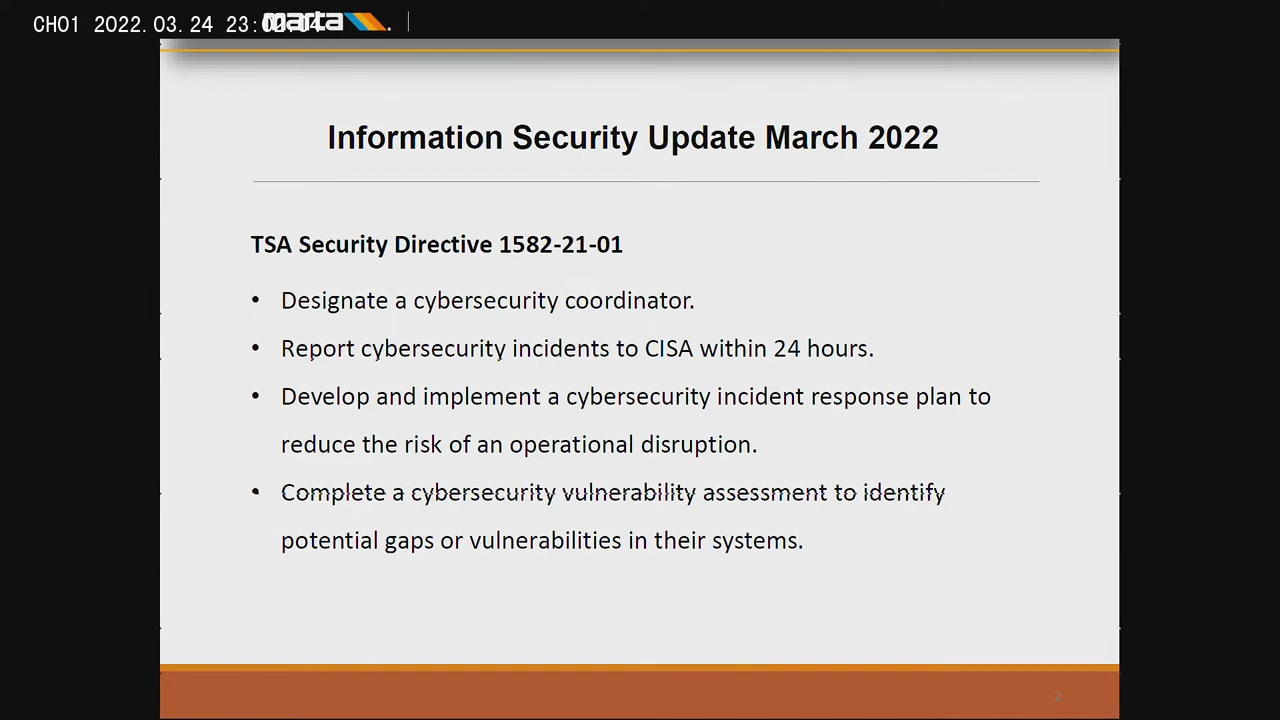 CH01 2022.03.24
marta
Information Security Update March 2022
TSA Security Directive 1582-21-01
• Designate a cybersecurity coordinator.
• Report cybersecurity incidents to CISA within 24 hours.
• Develop and implement a cybersecurity incident response plan to
reduce the risk of an operational disruption.
• Complete a cybersecurity vulnerability assessment to identify
potential gaps or vulnerabilities in their systems.
2